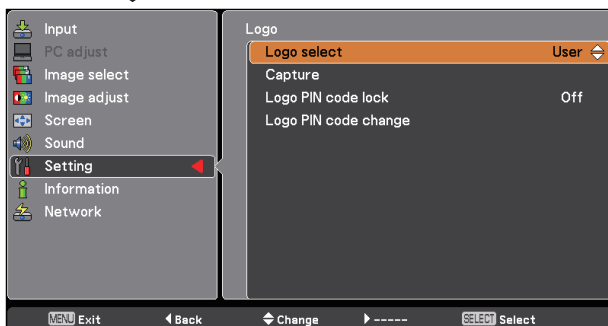 Input
PC adjust
Image select
Image adjust
Screen
Sound
Setting
Information
Network
Logo
Logo select User
Capture
Logo PIN code lock Off
Logo PIN code change
MENU Exit Back Change ----- SELECT Select